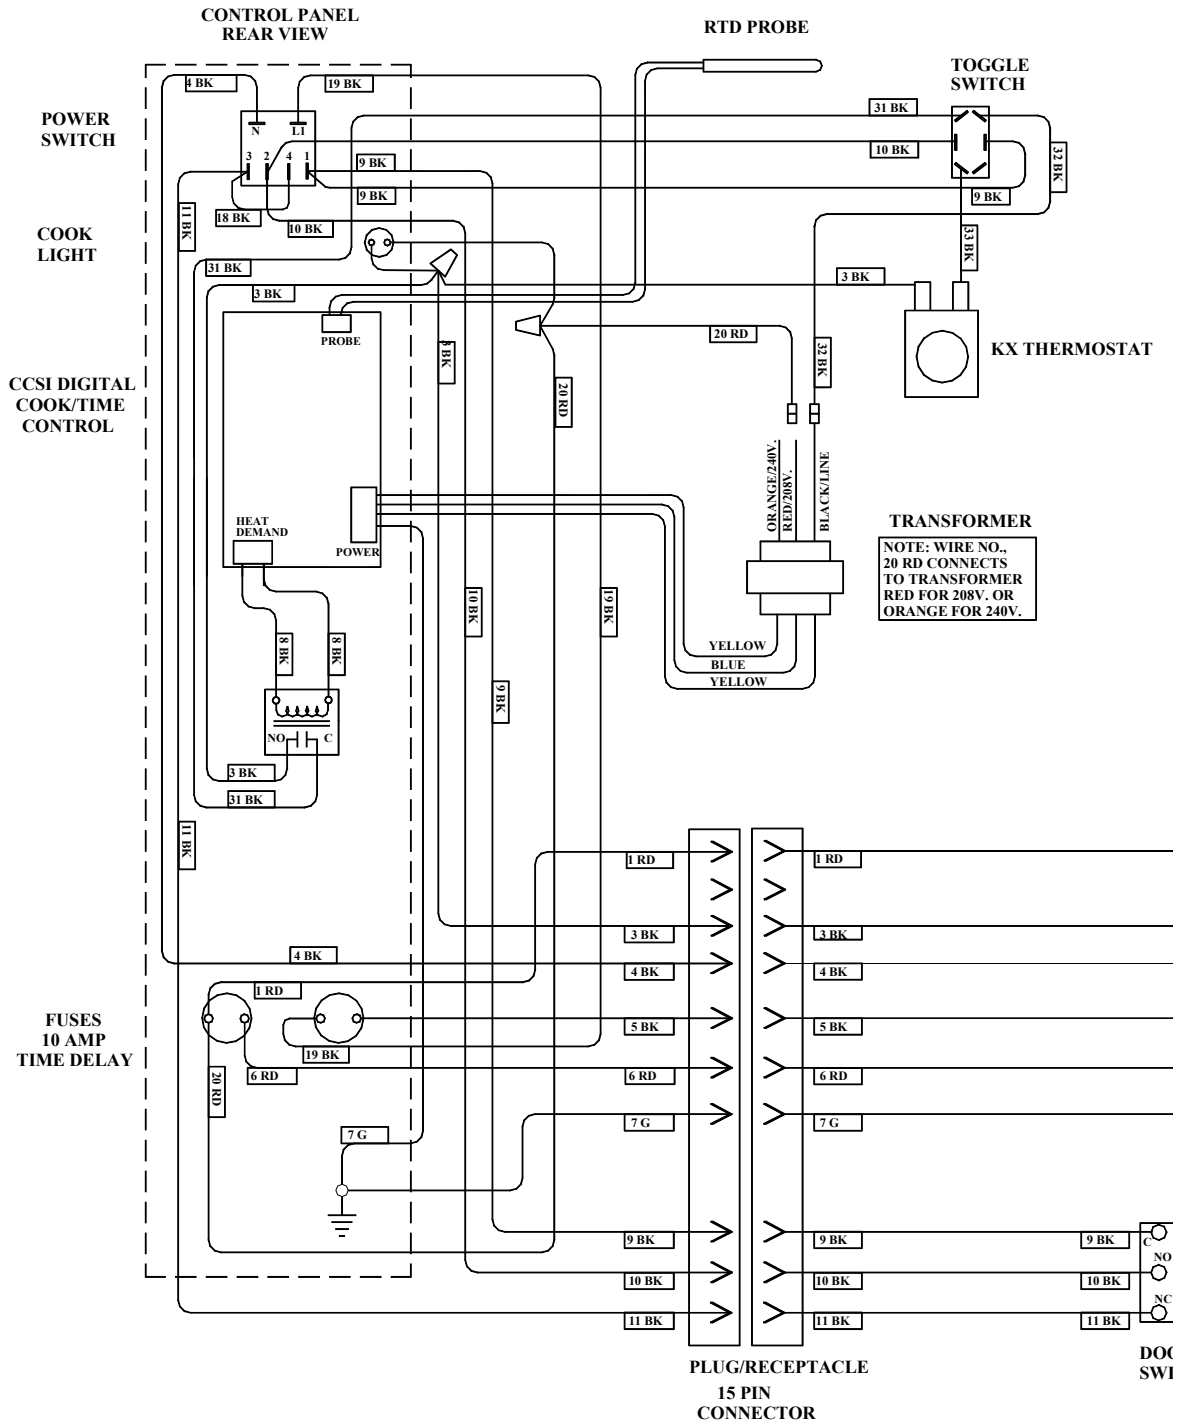 CONTROL PANEL
REAR VIEW
RTD PROBE
TOGGLE
SWITCH
4 BK
19 BK
31 BK
POWER
SWITCH
N
L1
3
2
4
1
10 BK
9 BK
32 BK
9 BK
9 BK
11 BK
18 BK
10 BK
COOK
LIGHT
33 BK
31 BK
3 BK
3 BK
PROBE
20 RD
3 BK
32 BK
KX THERMOSTAT
CCSI DIGITAL
COOK/TIME
CONTROL
20 RD
ORANGE/240V.
RED/208V.
BLACK/LINE
HEAT
DEMAND
POWER
TRANSFORMER
NOTE: WIRE NO.,
20 RD CONNECTS
TO TRANSFORMER
RED FOR 208V. OR
ORANGE FOR 240V.
10 BK
19 BK
8 BK
8 BK
YELLOW
BLUE
YELLOW
9 BK
NO
C
3 BK
31 BK
11 BK
1 RD
1 RD
3 BK
3 BK
4 BK
4 BK
4 BK
1 RD
FUSES
10 AMP
TIME DELAY
5 BK
5 BK
19 BK
20 RD
6 RD
6 RD
6 RD
7 G
7 G
7 G
9 BK
9 BK
9 BK
C
NO
10 BK
10 BK
10 BK
NC
11 BK
11 BK
11 BK
PLUG/RECEPTACLE
15 PIN
CONNECTOR